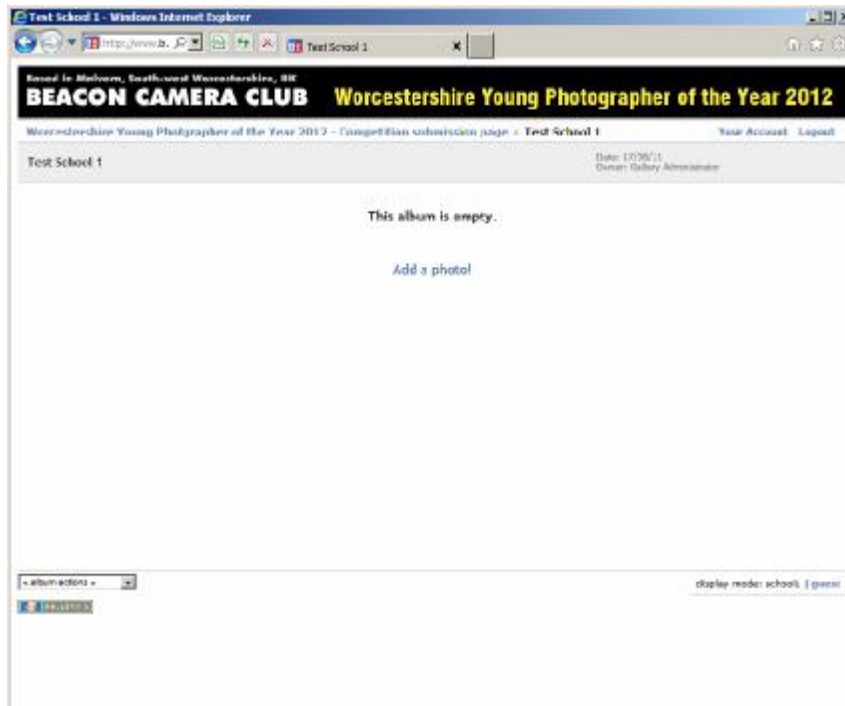 Test School 1 - Windows Internet Explorer
Test School 1
Based in Malvern, South-west Worcestershire, UK
BEACON CAMERA CLUB Worcestershire Young Photographer of the Year 2012
Worcestershire Young Photgrapher of the Year 2012 - Competition submission page » Test School 1 Your Account Logout
Test School 1
Date:
Owner: Gallery Administrator
This album is empty.
Add a photo!
« album actions »
display mode: